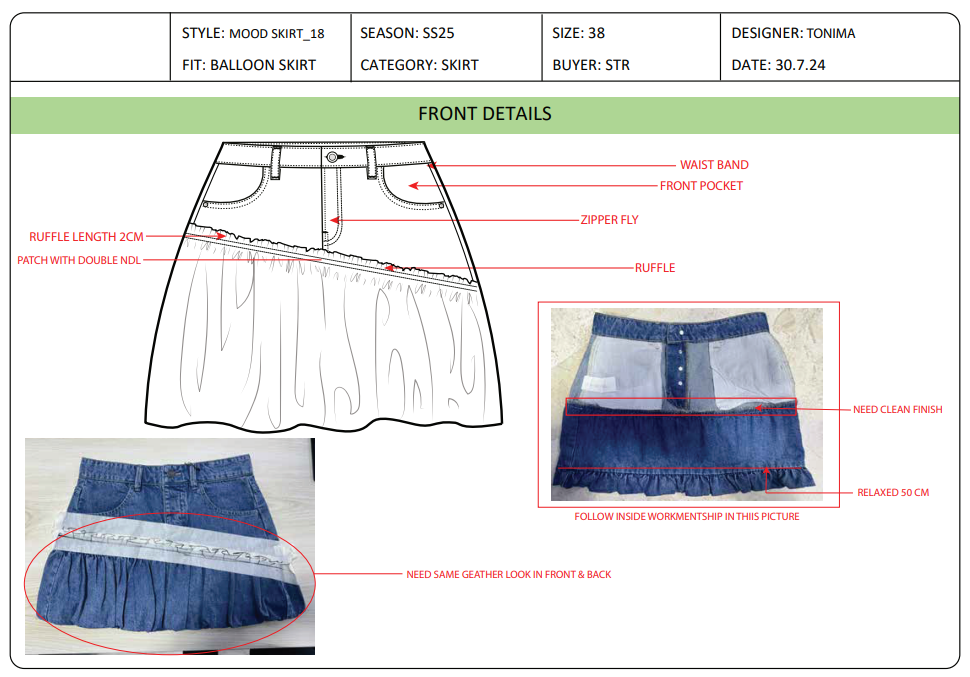 STYLE: MOOD SKIRT_18
SEASON: SS25
SIZE: 38
DESIGNER: TONIMA
FIT: BALLOON SKIRT
CATEGORY: SKIRT
BUYER: STR
DATE: 30.7.24
FRONT DETAILS
WAIST BAND
FRONT POCKET
ZIPPER FLY
RUFFLE LENGTH 2CM
PATCH WITH DOUBLE NDL
RUFFLE
NEED CLEAN FINISH
RELAXED 50 CM
FOLLOW INSIDE WORKMENTSHIP IN THIIS PICTURE
NEED SAME GEATHER LOOK IN FRONT & BACK